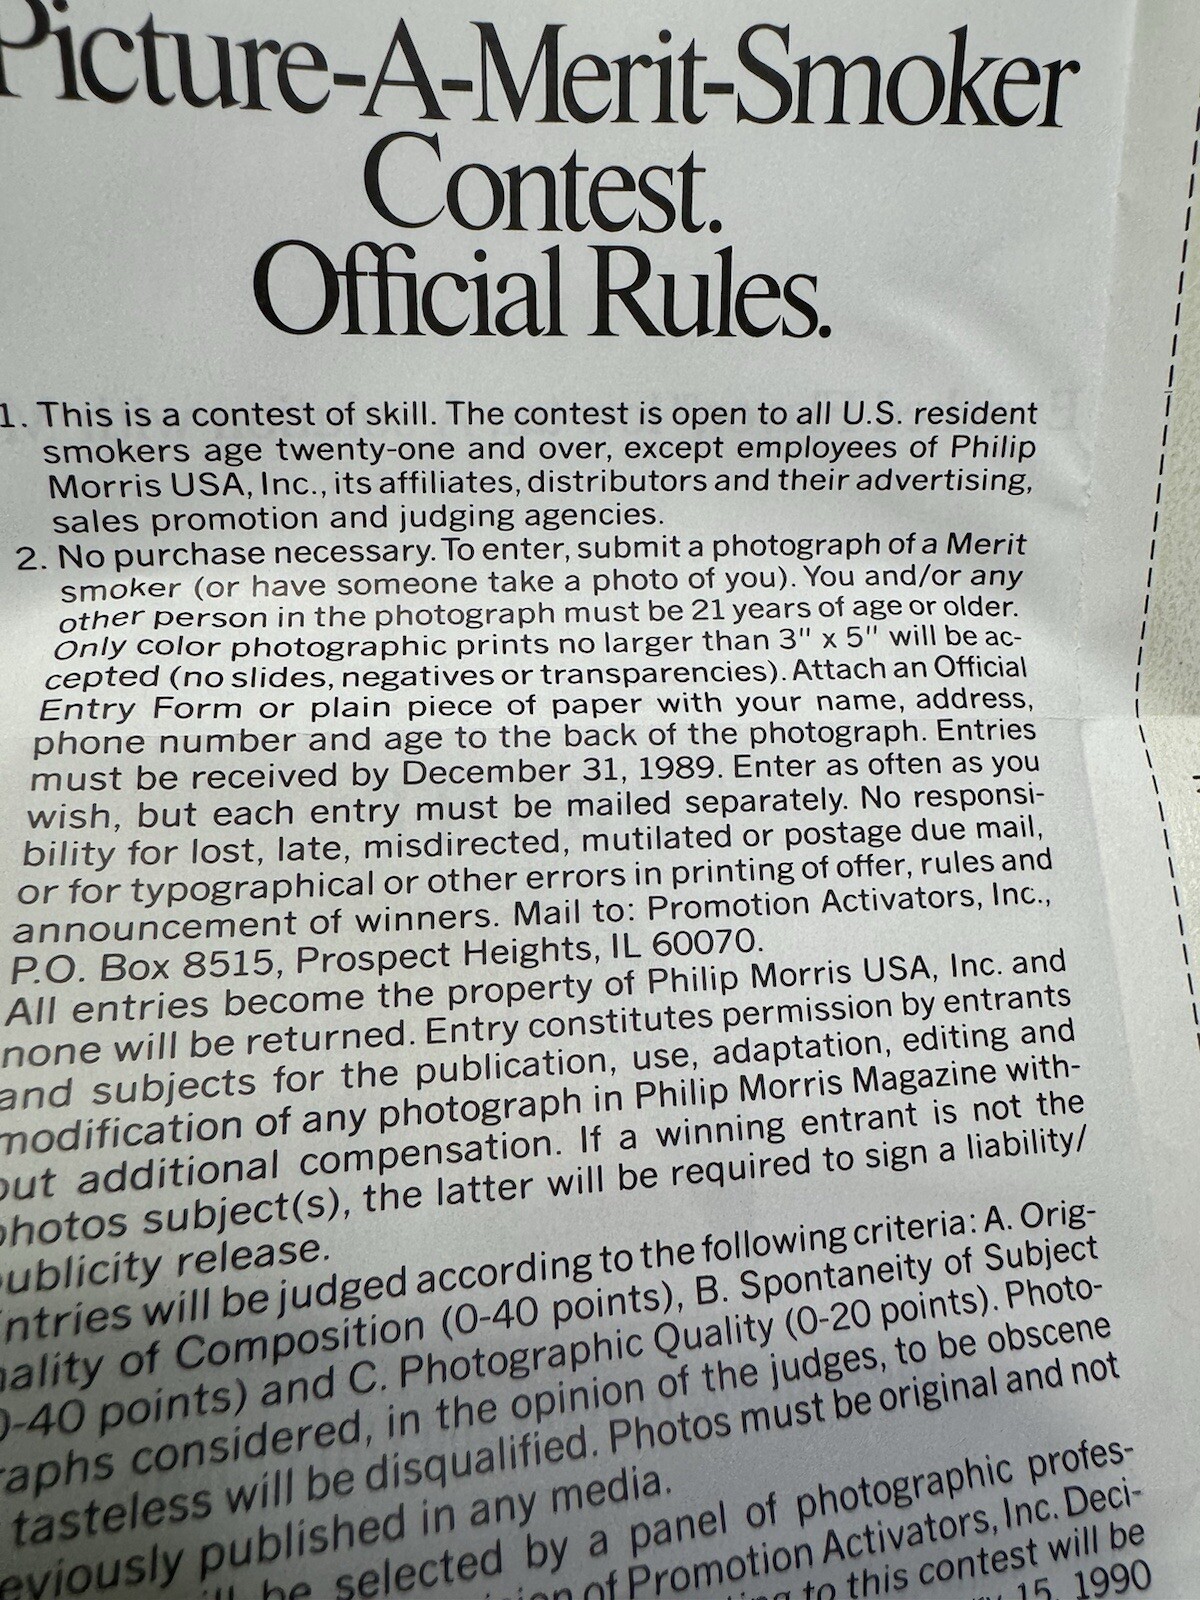 Picture-A-Merit-Smoker
Contest.
Official Rules.
1. This is a contest of skill. The contest is open to all U.S. resident
smokers age twenty-one and over, except employees of Philip
Morris USA, Inc., its affiliates, distributors and their advertising,
sales promotion and judging agencies.
2. No purchase necessary. To enter, submit a photograph of a Merit
smoker (or have someone take a photo of you). You and/or any
other person in the photograph must be 21 years of age or older.
Only color photographic prints no larger than 3" x 5" will be ac-
cepted (no slides, negatives or transparencies). Attach an Official
Entry Form or plain piece of paper with your name, address,
phone number and age to the back of the photograph. Entries
must be received by December 31, 1989. Enter as often as you
wish, but each entry must be mailed separately. No responsi-
bility for lost, late, misdirected, mutilated or postage due mail,
or for typographical or other errors in printing of offer, rules and
announcement of winners. Mail to: Promotion Activators, Inc.,
P.O. Box 8515, Prospect Heights, IL 60070.
All entries become the property of Philip Morris USA, Inc. and
none will be returned. Entry constitutes permission by entrants
and subjects for the publication, use, adaptation, editing and
modification of any photograph in Philip Morris Magazine with-
out additional compensation. If a winning entrant is not the
photos subject(s), the latter will be required to sign a liability/
publicity release.
Entries will be judged according to the following criteria: A. Orig-
inality of Composition (0-40 points), B. Spontaneity of Subject
0-40 points) and C. Photographic Quality (0-20 points). Photo-
graphs considered, in the opinion of the judges, to be obscene
tasteless will be disqualified. Photos must be original and not
previously published in any media.
will be selected by a panel of photographic profes-
of Promotion Activators, Inc. Deci-
to this contest will be
15, 1990